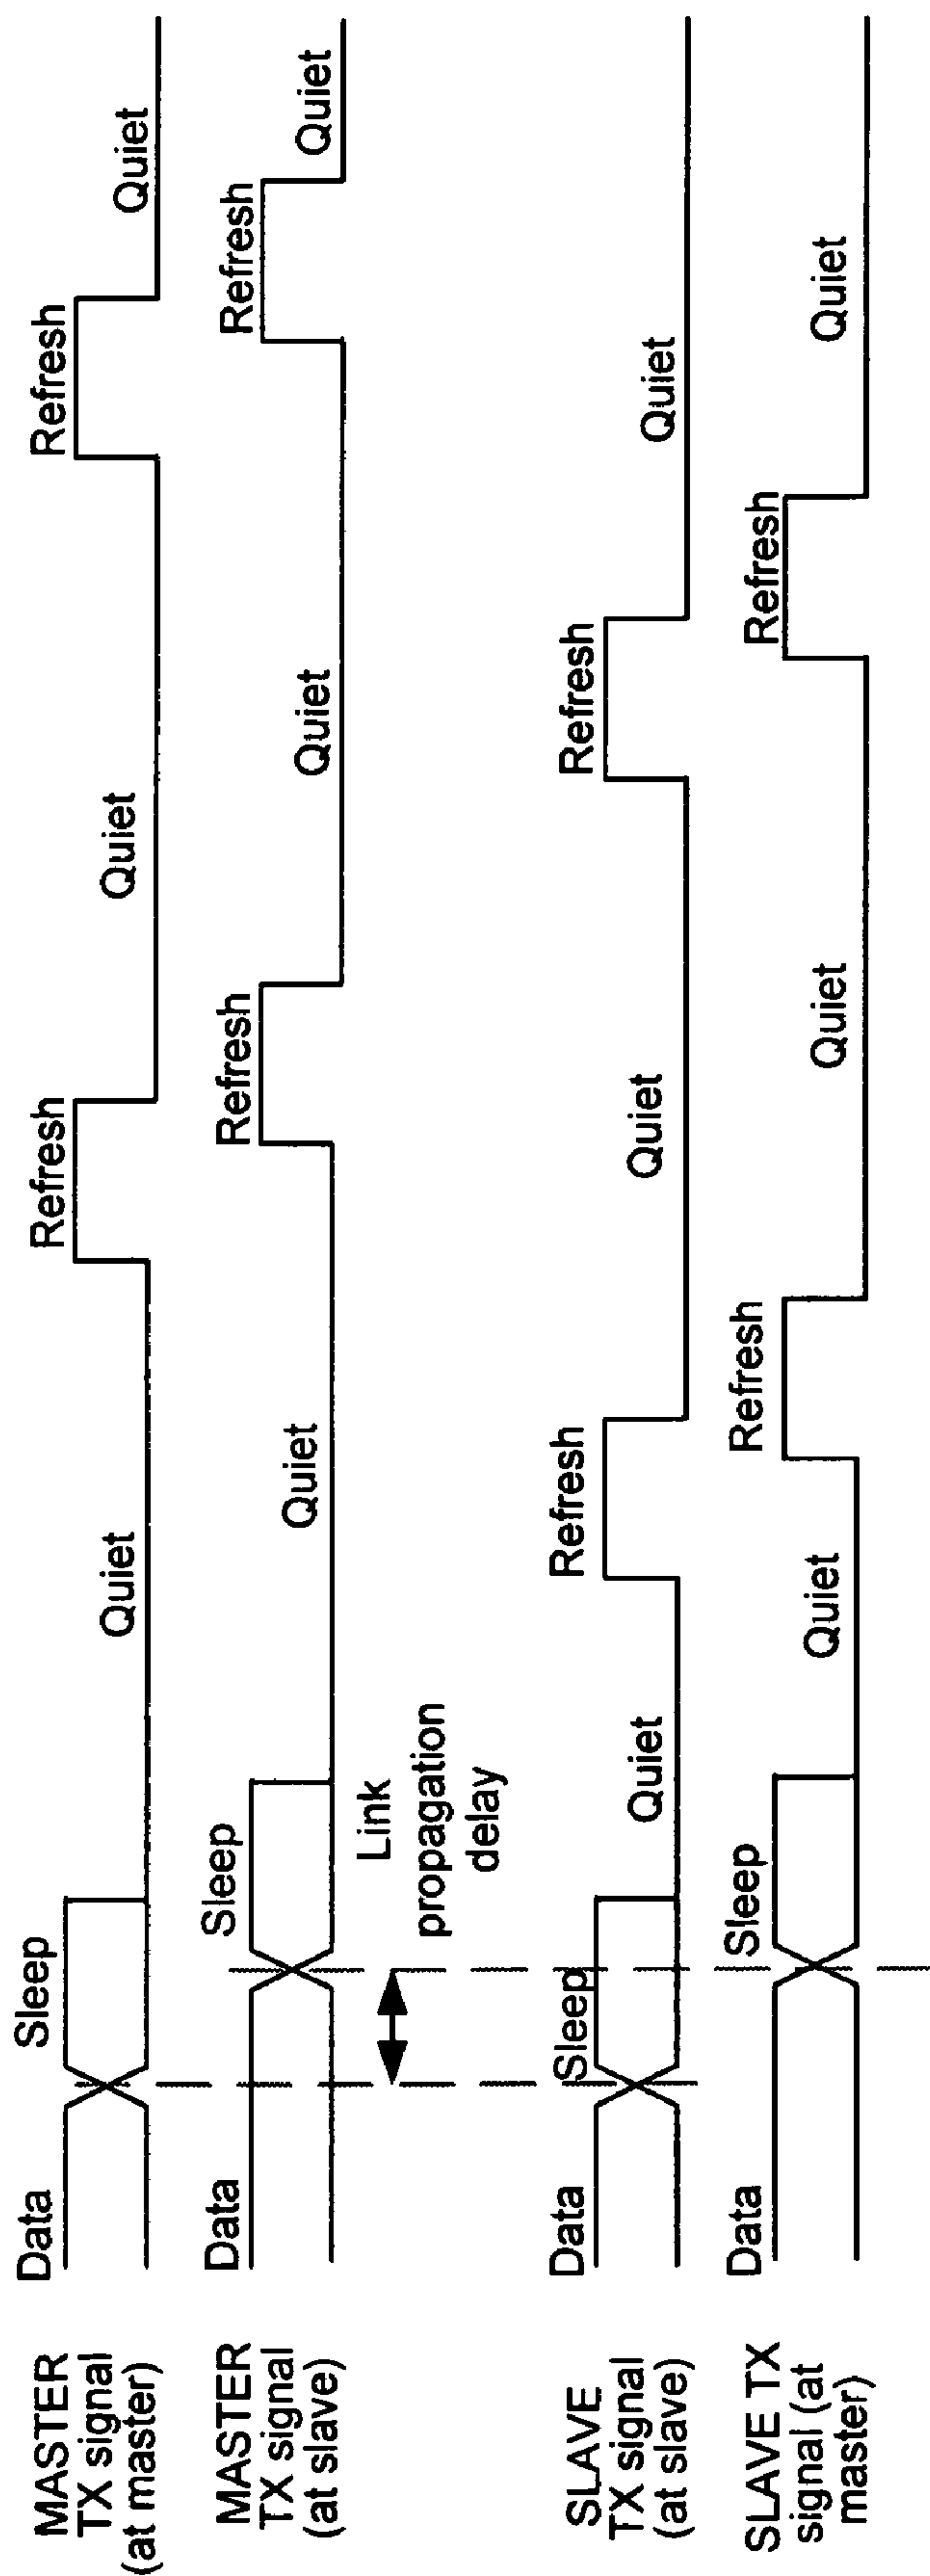 MASTER
TX signal
(at master)
Data
Sleep
Quiet
Refresh
Quiet
Refresh
Quiet
MASTER
TX signal
(at slave)
Data
Sleep
Quiet
Refresh
Quiet
Refresh
Quiet
Link
propagation
delay
SLAVE
TX signal
(at slave)
Data
Sleep
Quiet
Refresh
Quiet
Refresh
Quiet
SLAVE TX
signal (at
master)
Data
Sleep
Quiet
Refresh
Quiet
Refresh
Quiet